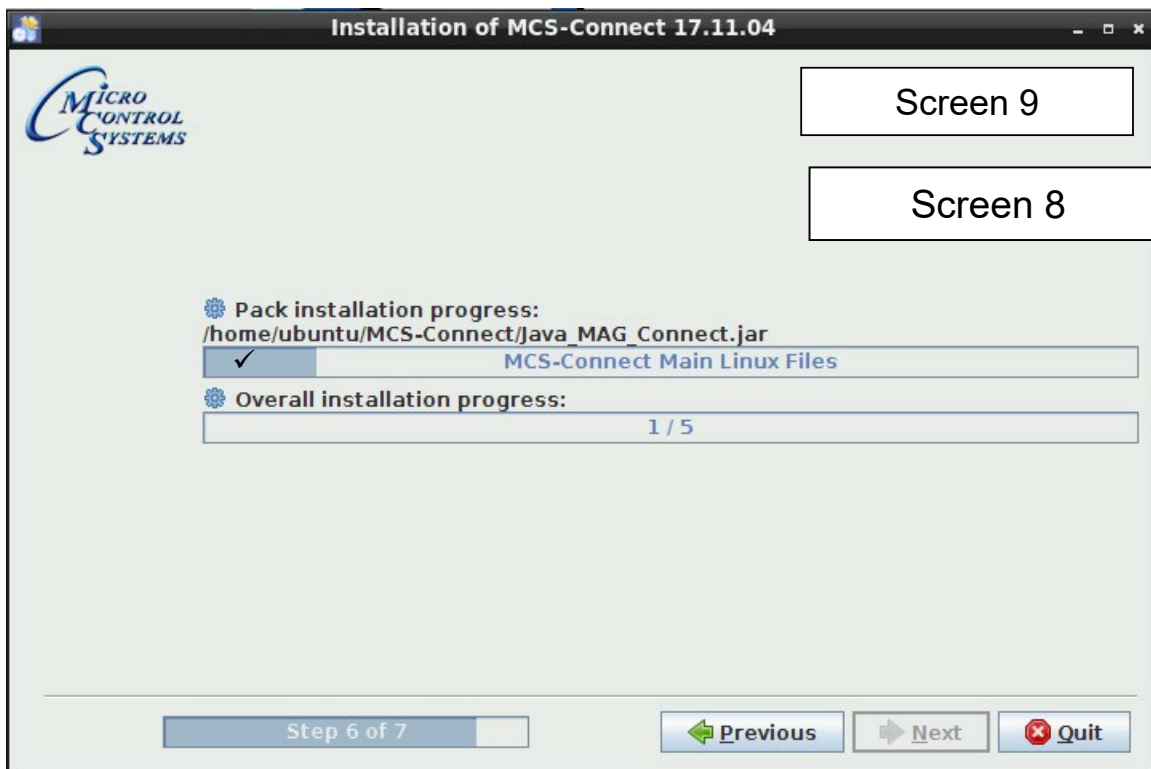 Installation of MCS-Connect 17.11.04
MICRO
CONTROL
SYSTEMS
Screen 9
Screen 8
Pack installation progress:
/home/ubuntu/MCS-Connect/Java_MAG_Connect.jar
✓ MCS-Connect Main Linux Files
Overall installation progress:
1 / 5
Step 6 of 7
Previous
Next
Quit